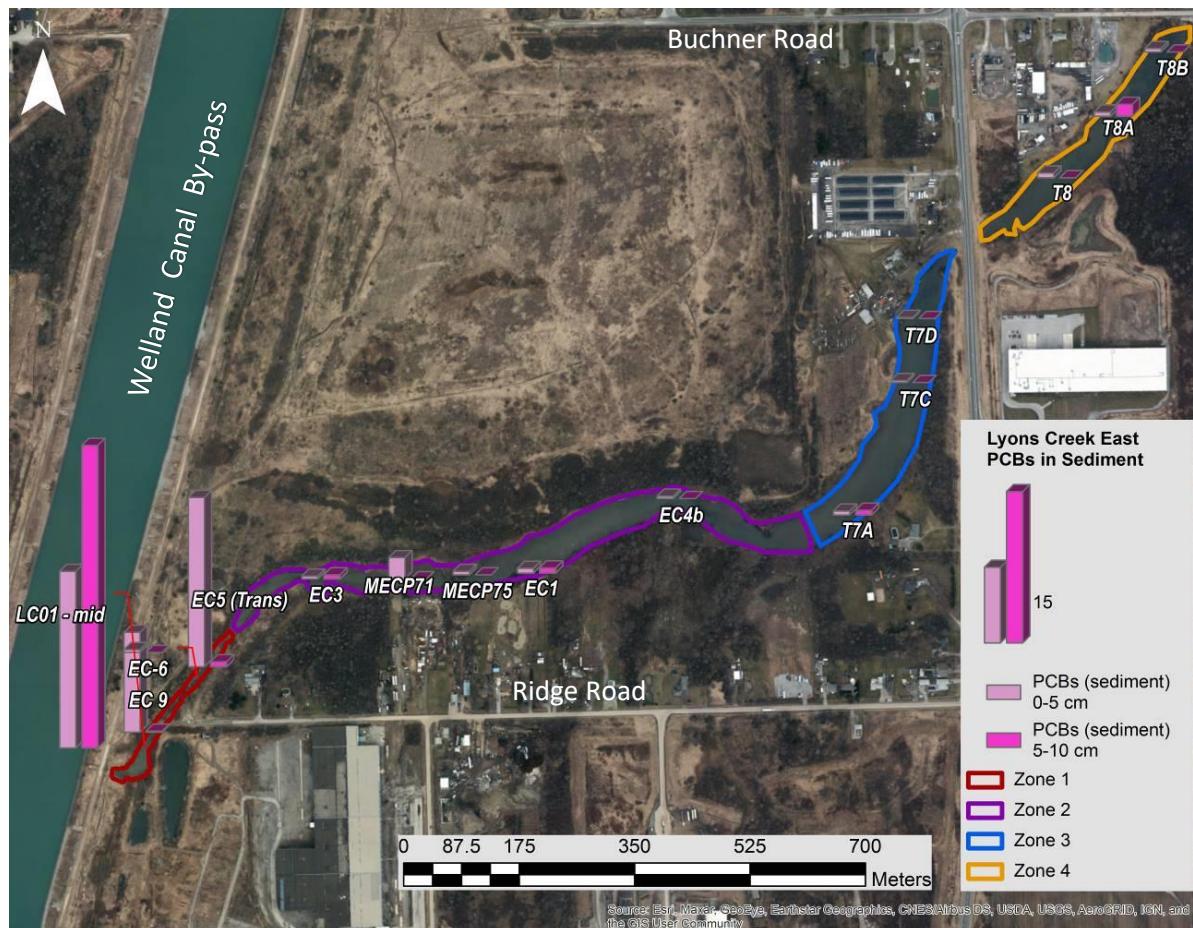 N
Buchner Road
T8B
T8A
T8
Welland Canal By-pass
T7D
T7C
T7A
EC4b
EC1
MECP75
MECP71
EC3
EC5 (Trans)
LC01 - mid
EC-6
EC 9
Ridge Road
Lyons Creek East
PCBs in Sediment
15
PCBs (sediment)
0-5 cm
PCBs (sediment)
5-10 cm
Zone 1
Zone 2
Zone 3
Zone 4
0 87.5 175 350 525 700
Meters
Source: Esri, Maxar, GeoEye, Earthstar Geographics, CNES/Airbus DS, USDA, USGS, AeroGRID, IGN, and
the GIS User Community